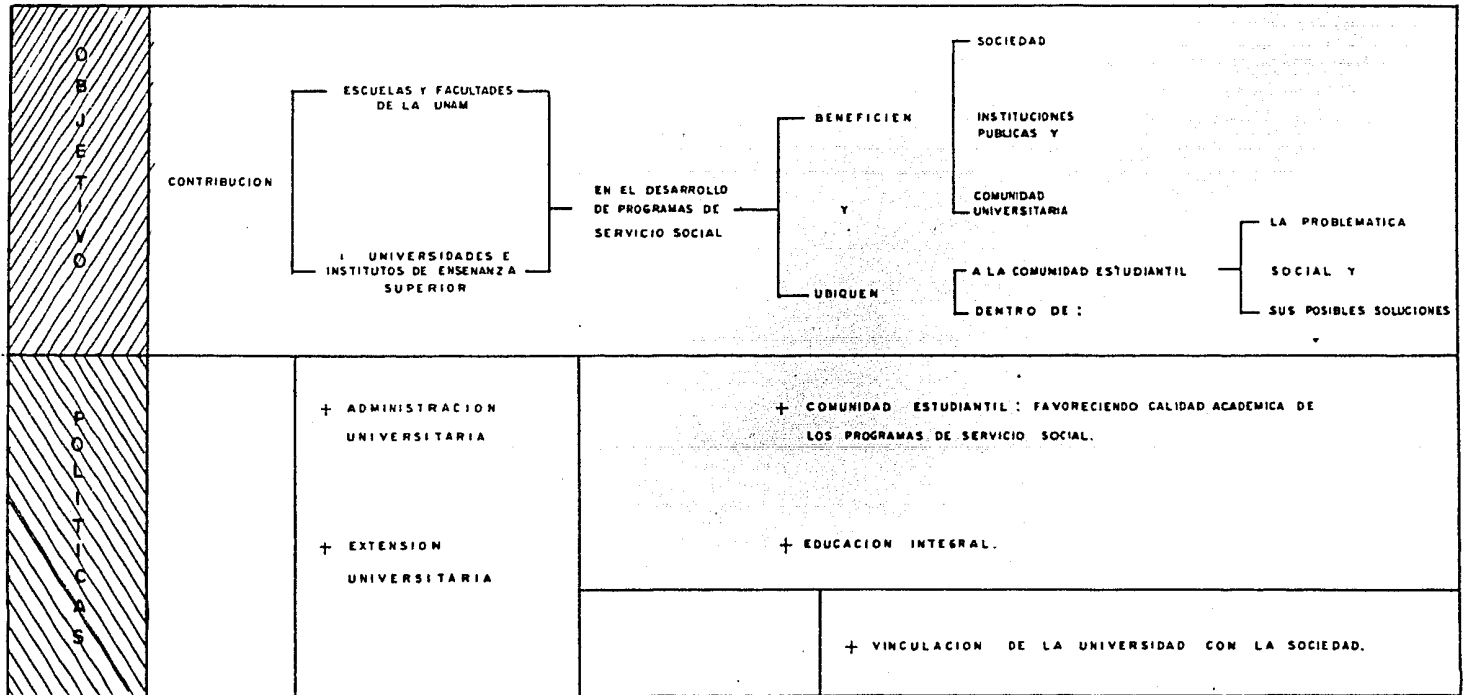 OBJETIVO
CONTRIBUCION
ESCUELAS Y FACULTADES
DE LA UNAM
I UNIVERSIDADES E
INSTITUTOS DE ENSENANZA
SUPERIOR
EN EL DESARROLLO
DE PROGRAMAS DE
SERVICIO SOCIAL
BENEFICIEN
Y
UBIQUEN
SOCIEDAD
INSTITUCIONES
PUBLICAS Y
COMUNIDAD
UNIVERSITARIA
A LA COMUNIDAD ESTUDIANTIL
DENTRO DE :
LA PROBLEMATICA
SOCIAL Y
SUS POSIBLES SOLUCIONES
POLITICAS
+ ADMINISTRACION
UNIVERSITARIA
+ EXTENSION
UNIVERSITARIA
+ COMUNIDAD ESTUDIANTIL : FAVORECIENDO CALIDAD ACADEMICA DE
LOS PROGRAMAS DE SERVICIO SOCIAL.
+ EDUCACION INTEGRAL.
+ VINCULACION DE LA UNIVERSIDAD CON LA SOCIEDAD.